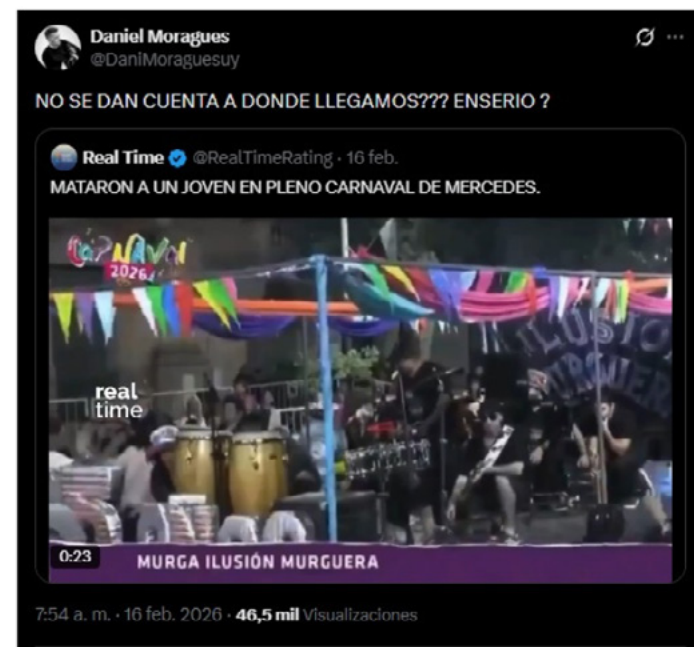 Daniel Moragues
@DaniMoraguesuy
NO SE DAN CUENTA A DONDE LLEGAMOS??? ENSERIO ?
Real Time @RealTimeRating · 16 feb.
MATARON A UN JOVEN EN PLENO CARNAVAL DE MERCEDES.
CARNAVAL
2026
ILUSION
MURGUERA
real
time
0:23
MURGA ILUSIÓN MURGUERA
7:54 a. m. · 16 feb. 2026 · 46,5 mil Visualizaciones